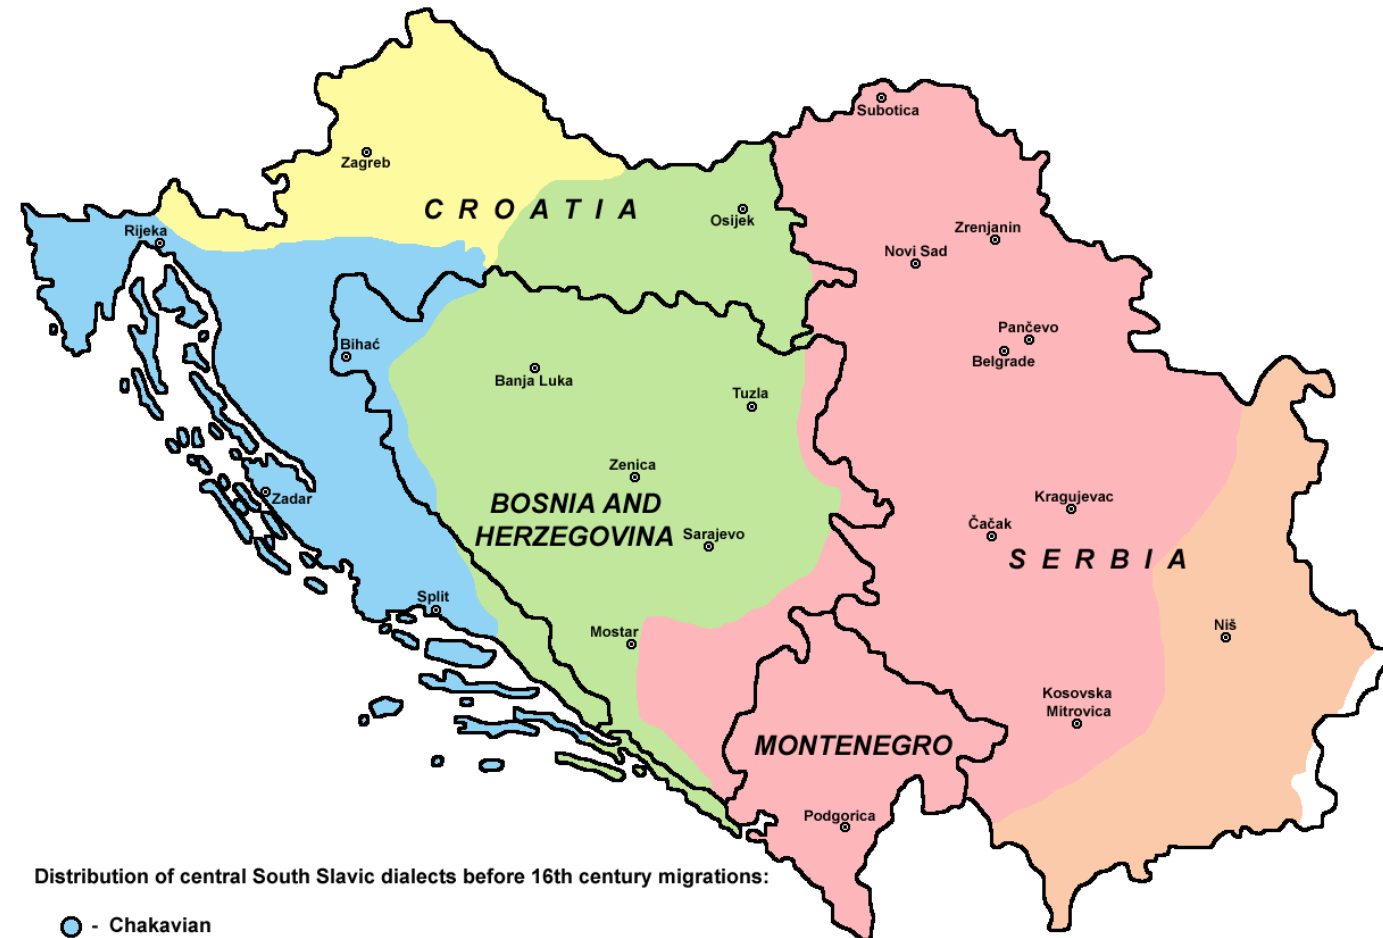 Subotica
Zagreb
CROATIA
Osijek
Rijeka
Zrenjanin
Novi Sad
Pančevo
Belgrade
Bihać
Banja Luka
Tuzla
Zenica
Zadar
BOSNIA AND
HERZEGOVINA
Sarajevo
Kragujevac
Čačak
SERBIA
Split
Mostar
Niš
Kosovska
Mitrovica
MONTENEGRO
Podgorica
Distribution of central South Slavic dialects before 16th century migrations:
- Chakavian